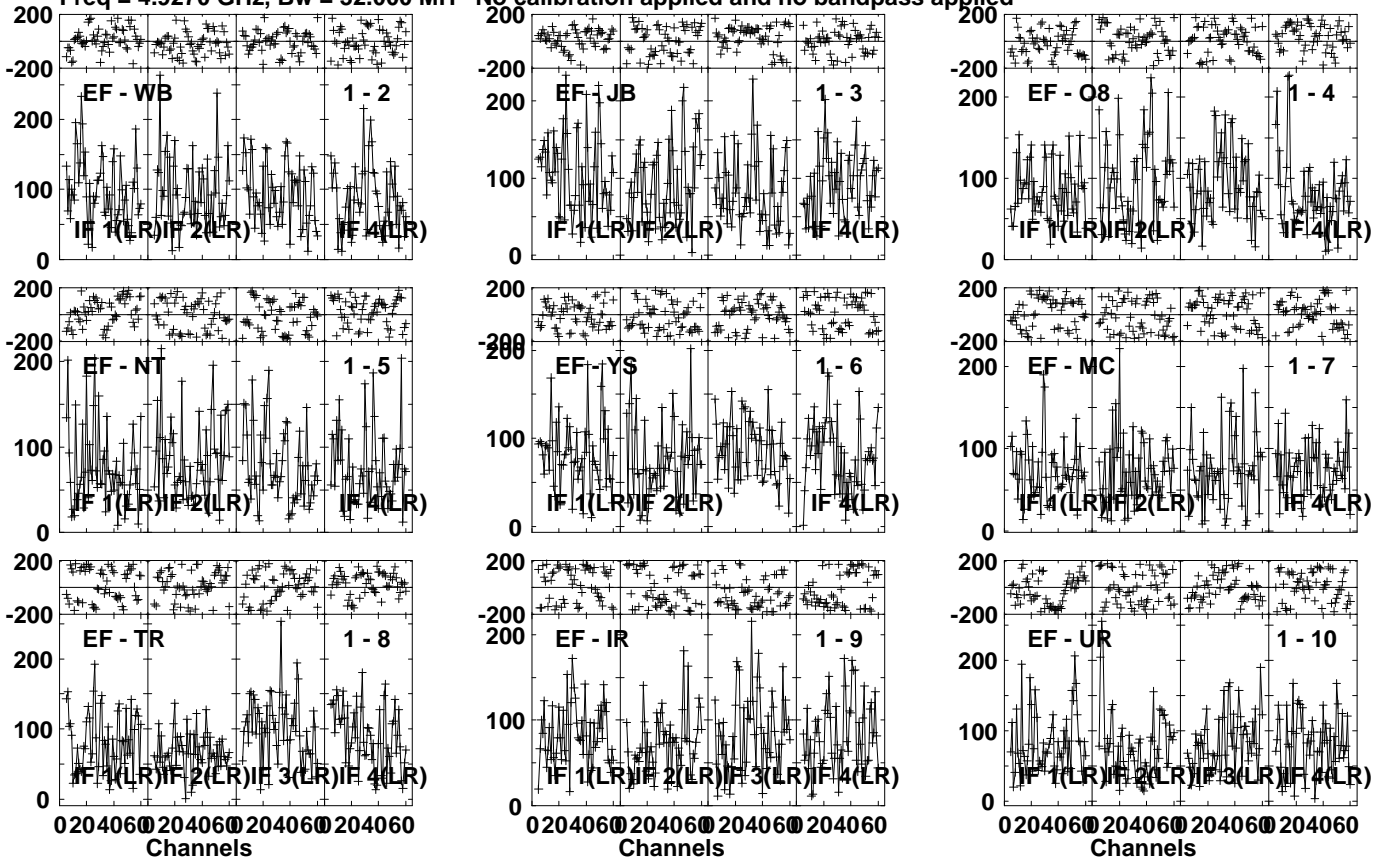 Freq = 4.9270 GHz, Bw = 32.000 MH No calibration applied and no bandpass applied
200
-200
EF - WB 1 - 2
200
100
0
IF 1(LR) IF 2(LR) IF 4(LR)
200
-200
EF - JB 1 - 3
200
100
0
IF 1(LR) IF 2(LR) IF 4(LR)
200
-200
EF - O8 1 - 4
200
100
0
IF 1(LR) IF 2(LR) IF 4(LR)
200
-200
EF - NT 1 - 5
200
100
0
IF 1(LR) IF 2(LR) IF 4(LR)
200
-200
EF - YS 1 - 6
200
100
0
IF 1(LR) IF 2(LR) IF 4(LR)
200
-200
EF - MC 1 - 7
200
100
0
IF 1(LR) IF 2(LR) IF 4(LR)
200
-200
EF - TR 1 - 8
200
100
0
IF 1(LR) IF 2(LR) IF 3(LR) IF 4(LR)
0 20 40 60 0 20 40 60 0 20 40 60 0 20 40 60
Channels
200
-200
EF - IR 1 - 9
200
100
0
IF 1(LR) IF 2(LR) IF 3(LR) IF 4(LR)
0 20 40 60 0 20 40 60 0 20 40 60 0 20 40 60
Channels
200
-200
EF - UR 1 - 10
200
100
0
IF 1(LR) IF 2(LR) IF 3(LR) IF 4(LR)
0 20 40 60 0 20 40 60 0 20 40 60 0 20 40 60
Channels